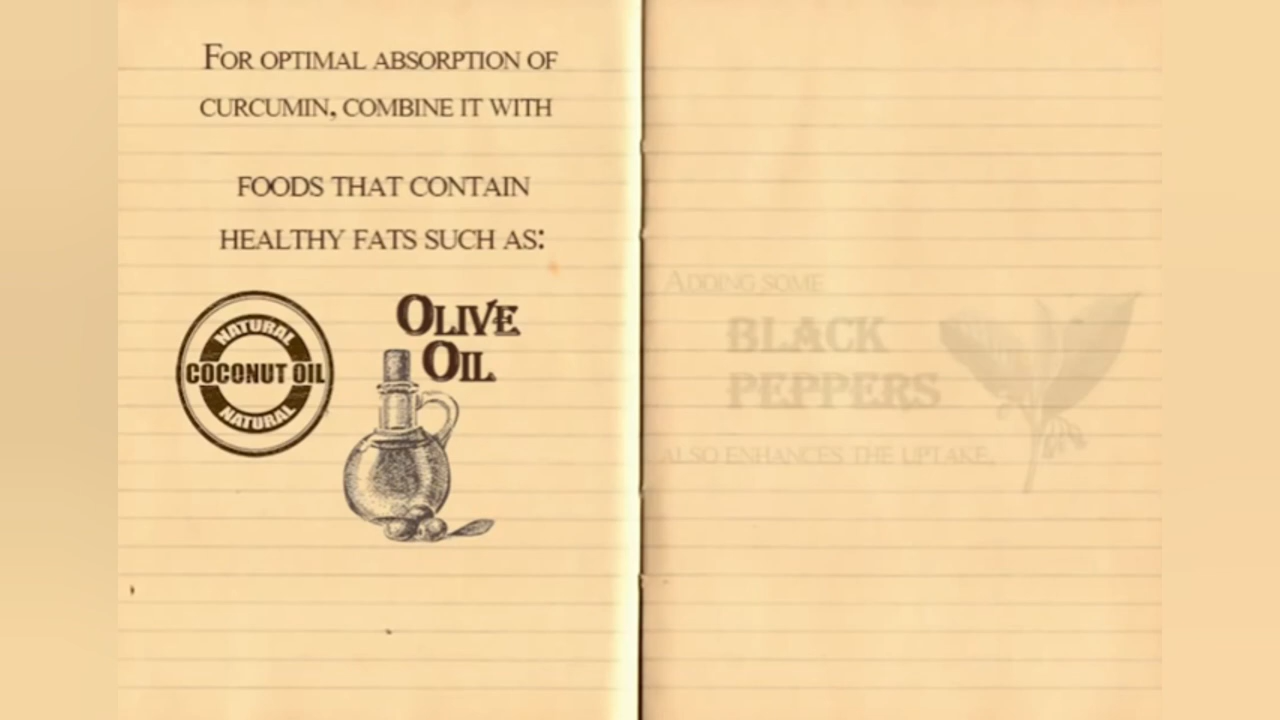 For optimal absorption of
curcumin, combine it with
foods that contain
healthy fats such as:
NATURAL
COCONUT OIL
NATURAL
Olive
Oil
Adding some
BLACK
PEPPERS
also enhances the uptake.